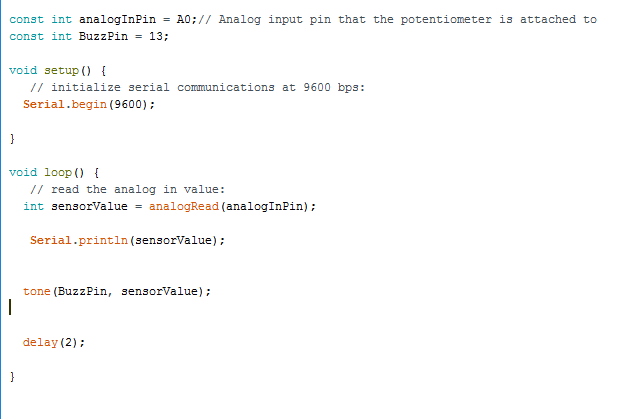 const int analogInPin = A0;// Analog input pin that the potentiometer is attached to
const int BuzzPin = 13;
void setup() {
// initialize serial communications at 9600 bps:
Serial.begin(9600);
}
void loop() {
// read the analog in value:
int sensorValue = analogRead(analogInPin);
Serial.println(sensorValue);
tone(BuzzPin, sensorValue);
delay(2);
}